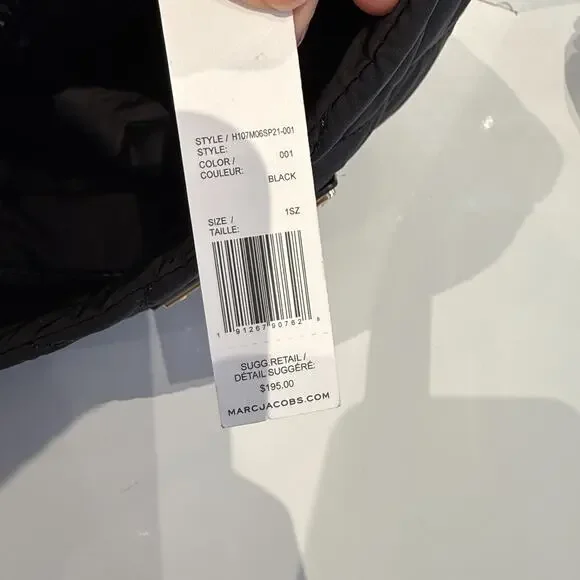 STYLE / H107M06SP21-001
STYLE:
COLOR / 001
COULEUR: BLACK
SIZE / 1SZ
TAILLE:
1 91267 90762 9
SUGG.RETAIL /
DÉTAIL SUGGÉRÉ:
$195.00
MARCJACOBS.COM